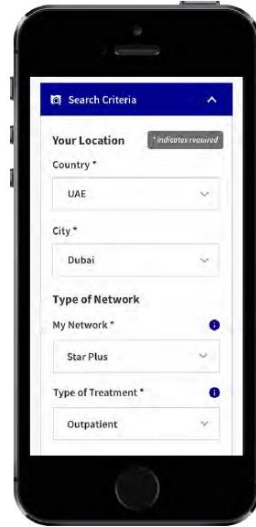 Search Criteria
Your Location *indicates required
Country *
UAE
City *
Dubai
Type of Network
My Network *
Star Plus
Type of Treatment *
Outpatient